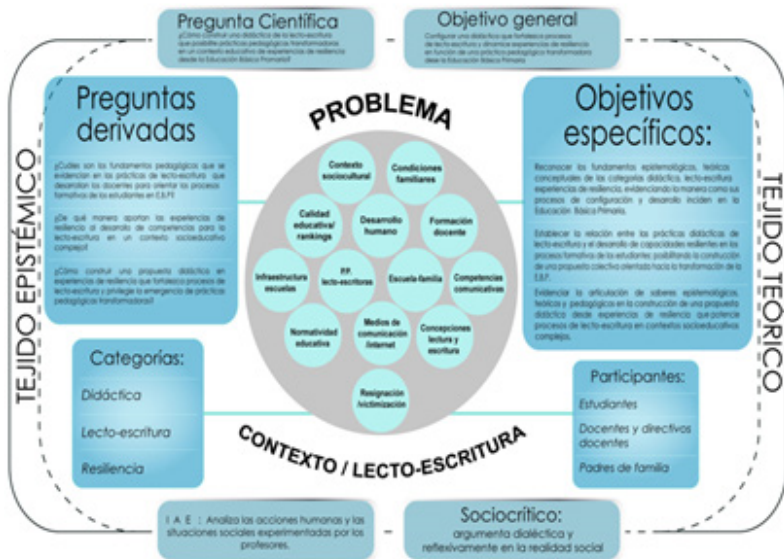 Pregunta Científica
¿Cómo construir una didáctica de la lecto-escritura
que posibilite prácticas pedagógicas transformadoras
en un contexto educativo de experiencias de resiliencia
desde la Educación Básica Primaria?
Objetivo general
Configurar una didáctica que fortalezca procesos
de lecto-escritura y dinamice experiencias de resiliencia
en función de una práctica pedagógica transformadora
desde la Educación Básica Primaria
TEJIDO EPISTÉMICO
Preguntas
derivadas
¿Cuáles son los fundamentos pedagógicos que se
evidencian en las prácticas de lecto-escritura que
desarrollan los docentes para orientar los procesos
formativos de los estudiantes en E.B.P?
¿De qué manera aportan las experiencias de
resiliencia al desarrollo de competencias para la
lecto-escritura en un contexto socioeducativo
complejo?
¿Cómo construir una propuesta didáctica en
experiencias de resiliencia que fortalezca procesos de
lecto-escritura y privilegie la emergencia de prácticas
pedagógicas transformadoras?
PROBLEMA
Contexto
sociocultural
Condiciones
familiares
Calidad
educativa/
rankings
Desarrollo
humano
Formación
docente
Infraestructura
escuelas
P.P.
lecto-escritoras
Escuela-familia
Competencias
comunicativas
Normatividad
educativa
Medios de
comunicación
/internet
Concepciones
lectura y
escritura
Resignación
/victimización
CONTEXTO / LECTO-ESCRITURA
Objetivos
específicos:
Reconocer los fundamentos epistemológicos, teóricos
conceptuales de las categorías didáctica, lecto-escritura
experiencias de resiliencia, evidenciando la manera como sus
procesos de configuración y desarrollo inciden en la
Educación Básica Primaria.
Establecer la relación entre las prácticas didácticas de
lecto-escritura y el desarrollo de capacidades resilientes en los
procesos formativos de los estudiantes; posibilitando la construcción
de una propuesta colectiva orientada hacia la transformación de la
E.B.P.
Evidenciar la articulación de saberes epistemológicos,
teóricos y pedagógicos en la construcción de una propuesta
didáctica desde experiencias de resiliencia que potencie
procesos de lecto-escritura en contextos socioeducativos
complejos.
TEJIDO TEÓRICO
Categorías:
Didáctica
Lecto-escritura
Resiliencia
Participantes:
Estudiantes
Docentes y directivos
docentes
Padres de familia
I A E : Analiza las acciones humanas y las
situaciones sociales experimentadas por los
profesores.
Sociocrítico:
argumenta dialéctica y
reflexivamente en la realidad social